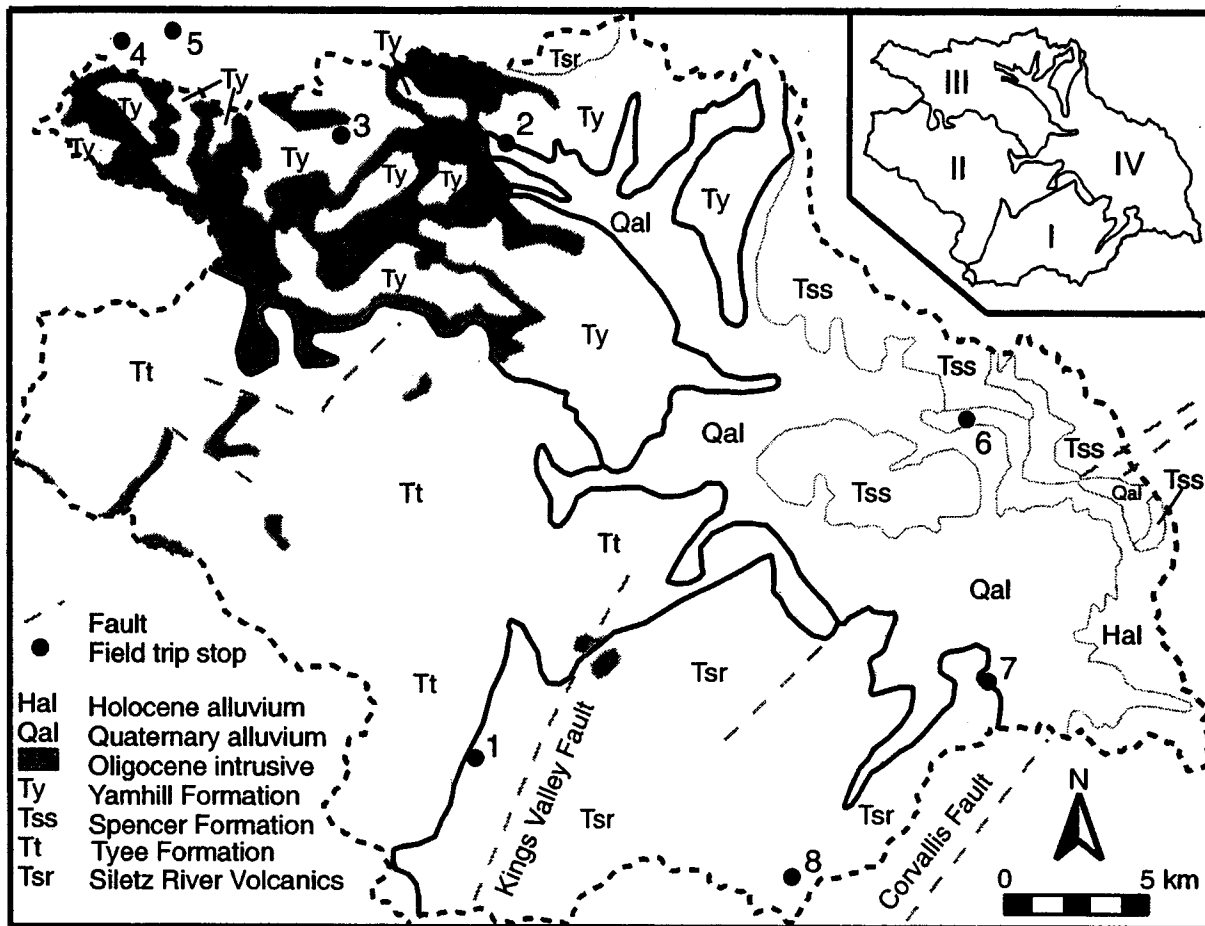 4
5
Ty
Ty
Tsr
III
Ty
3
2
Ty
Ty
Ty
Ty
Ty
Ty
II
IV
Qal
I
Ty
Tss
Ty
Tt
Tss
Qal
6
Tss
Tss
Tt
Tss
Qal
Tt
Qal
Fault
Hal
Field trip stop
Tt
Tsr
7
Hal Holocene alluvium
Qal Quaternary alluvium
Oligocene intrusive
1
Ty Yamhill Formation
Tss Spencer Formation
Tt Tyee Formation
Tsr Siletz River Volcanics
Kings Valley Fault
Tsr
Tsr
8
Corvallis Fault
N
0 5 km